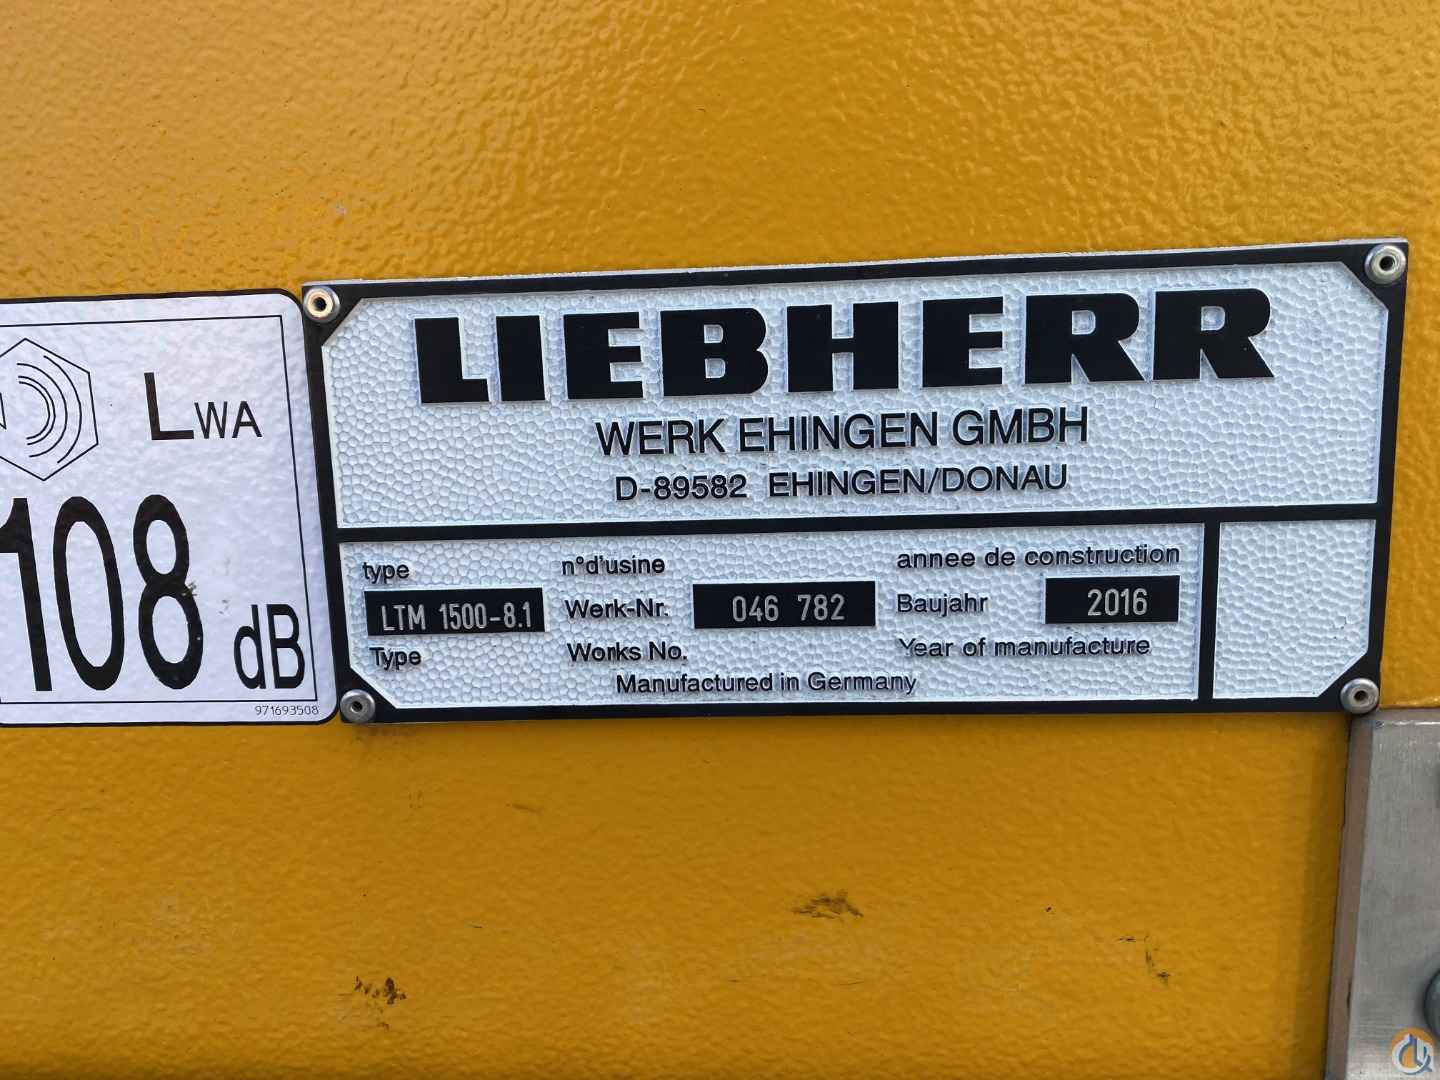 LWA
108 dB
971693508
LIEBHERR
WERK EHINGEN GMBH
D-89582 EHINGEN/DONAU
type n°d'usine annee de construction
LTM 1500-8.1 Werk-Nr. 046 782 Baujahr 2016
Type Works No. Year of manufacture
Manufactured in Germany